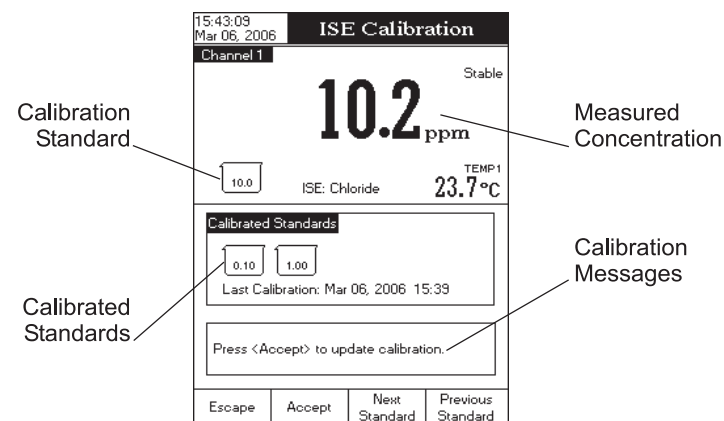 15:43:09
Mar 06, 2006
ISE Calibration
Channel 1
Stable
10.2 ppm
Calibration
Standard
Measured
Concentration
10.0
ISE: Chloride
TEMP1
23.7°C
Calibrated Standards
0.10
1.00
Last Calibration: Mar 06, 2006 15:39
Calibration
Messages
Calibrated
Standards
Press <Accept> to update calibration.
Escape
Accept
Next
Standard
Previous
Standard